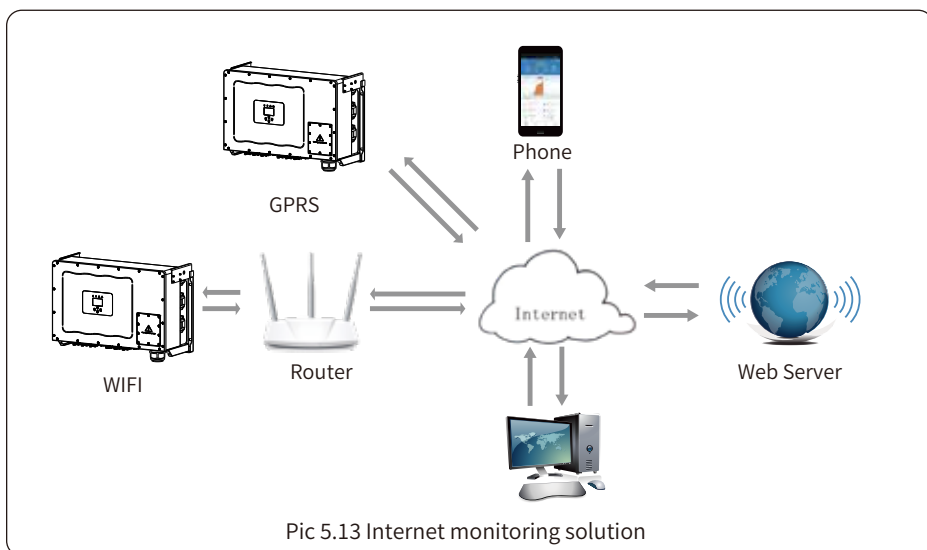 Phone
GPRS
Internet
WIFI
Router
Web Server
Pic 5.13 Internet monitoring solution